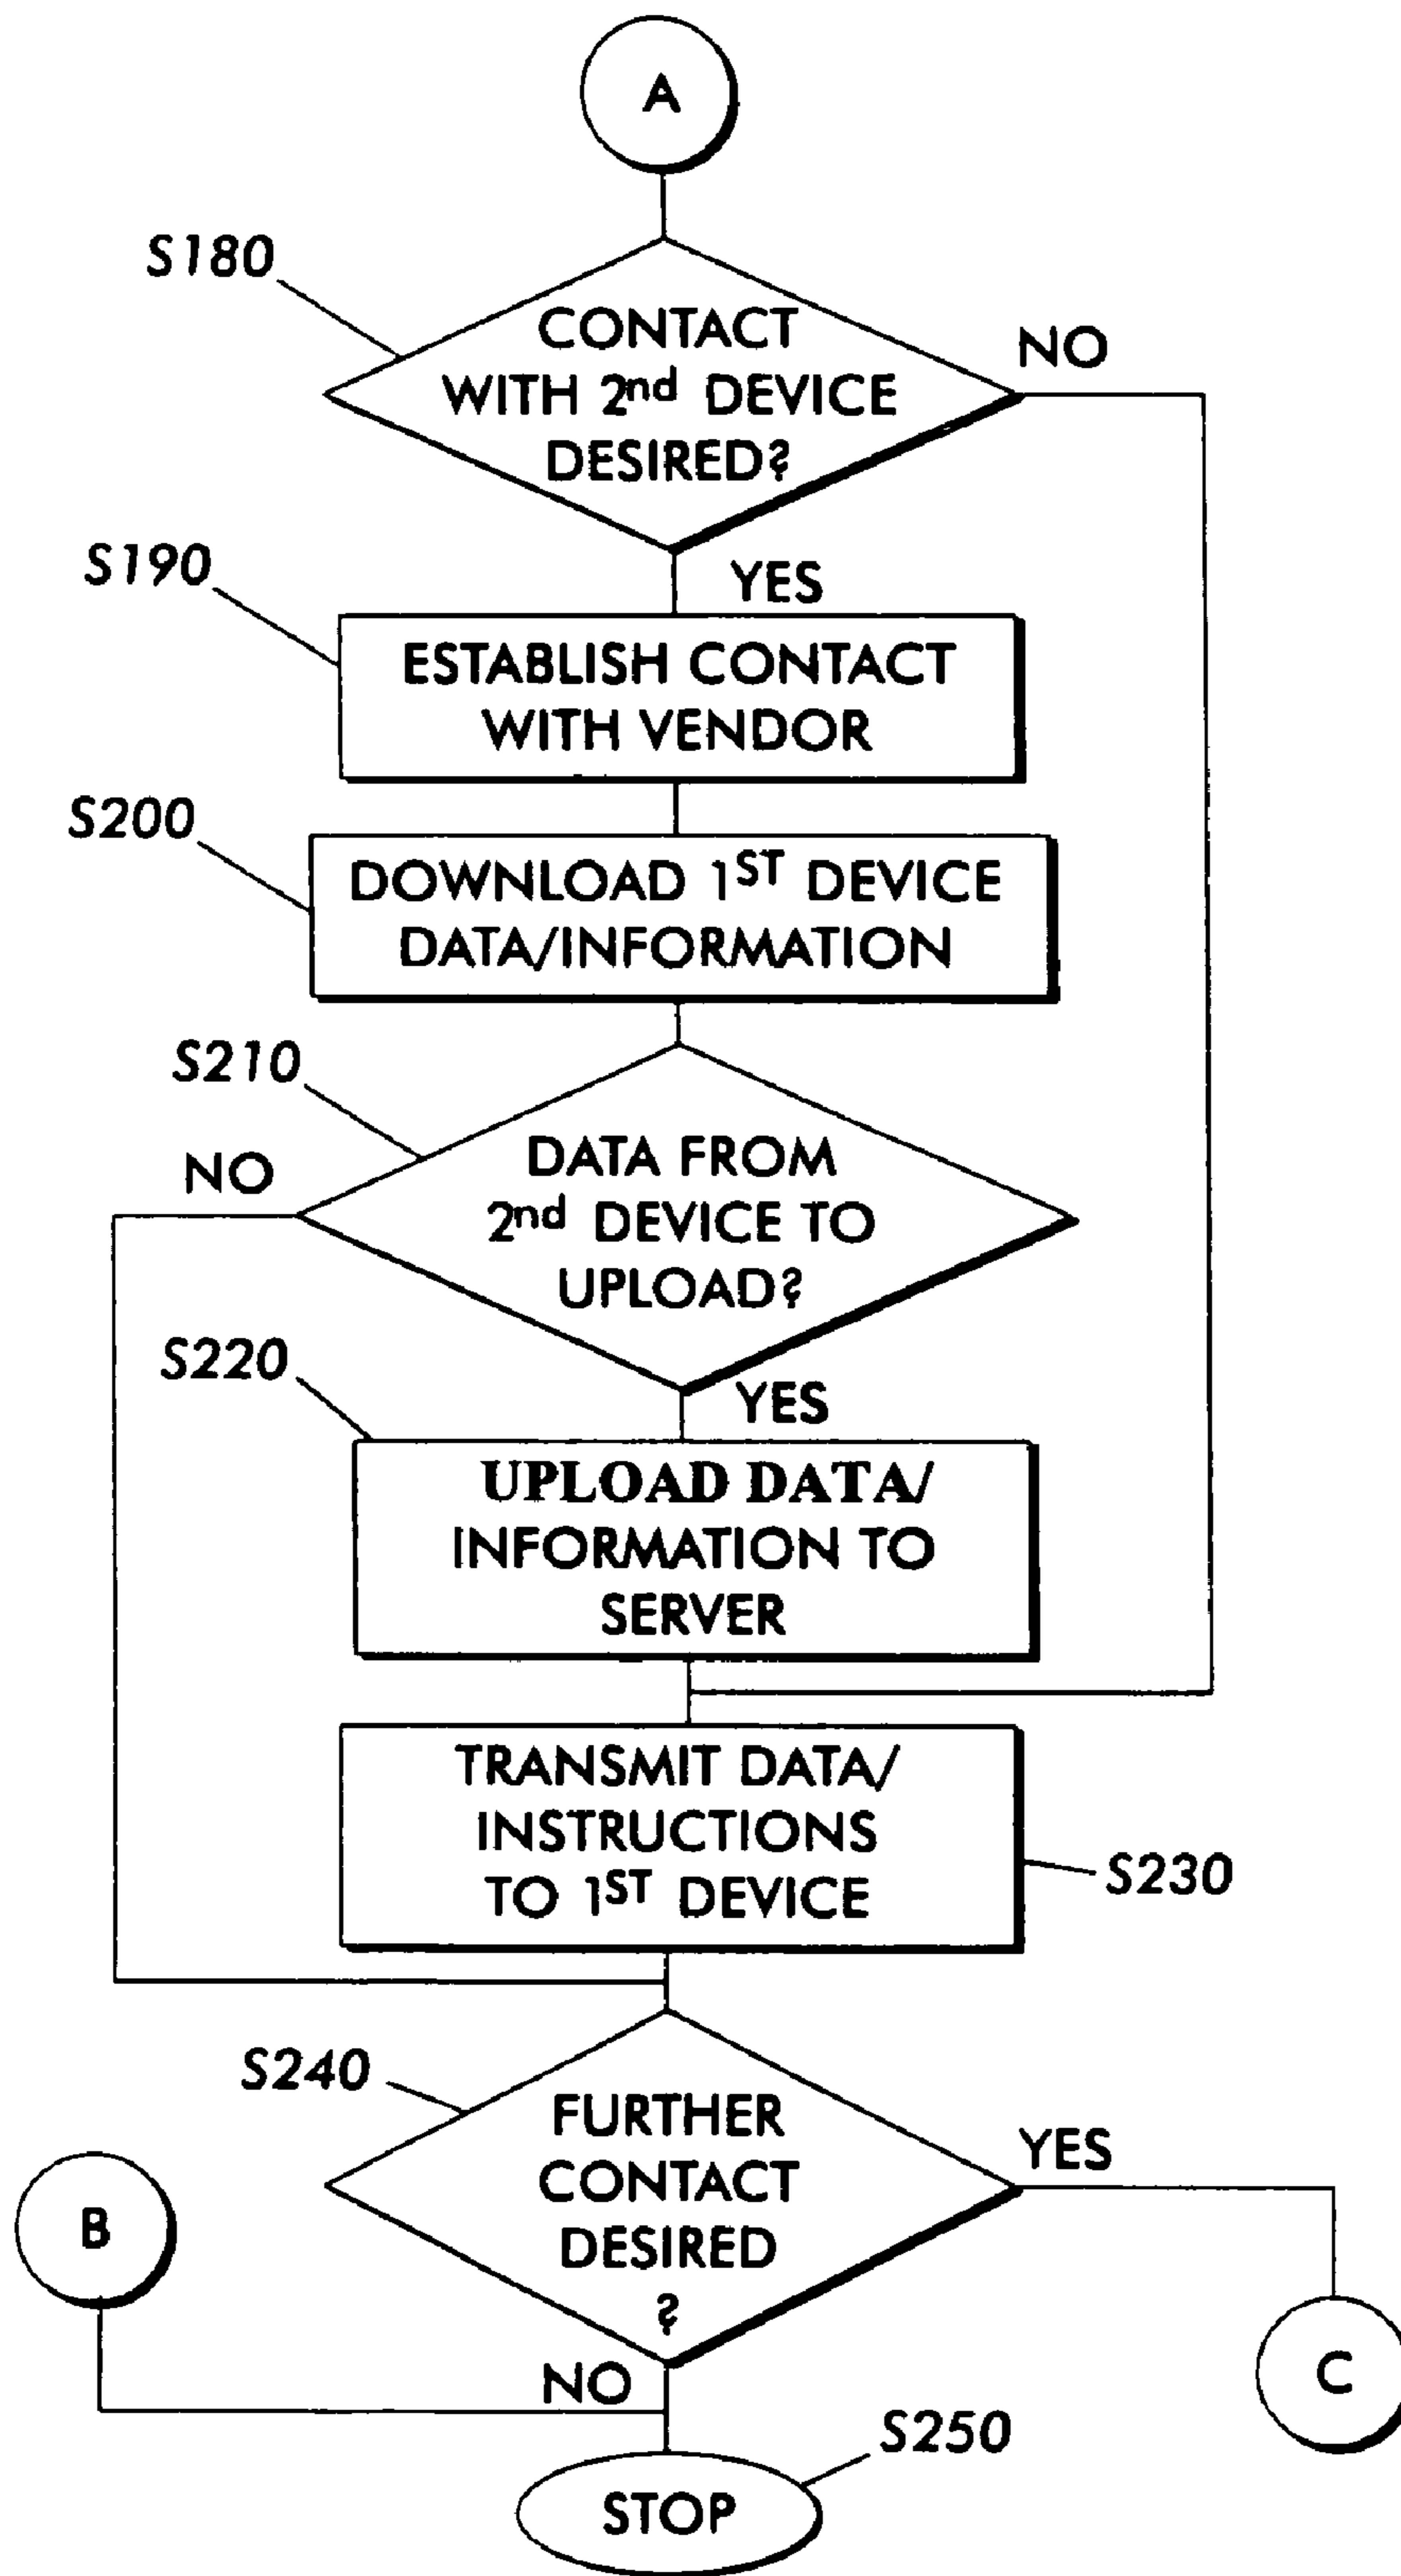 A
S180
CONTACT
WITH 2nd DEVICE
DESIRED?
NO
S190
YES
ESTABLISH CONTACT
WITH VENDOR
S200
DOWNLOAD 1ST DEVICE
DATA/INFORMATION
S210
NO
DATA FROM
2nd DEVICE TO
UPLOAD?
S220
YES
UPLOAD DATA/
INFORMATION TO
SERVER
TRANSMIT DATA/
INSTRUCTIONS
TO 1ST DEVICE
S230
S240
FURTHER
CONTACT
DESIRED
?
YES
B
C
NO
S250
STOP